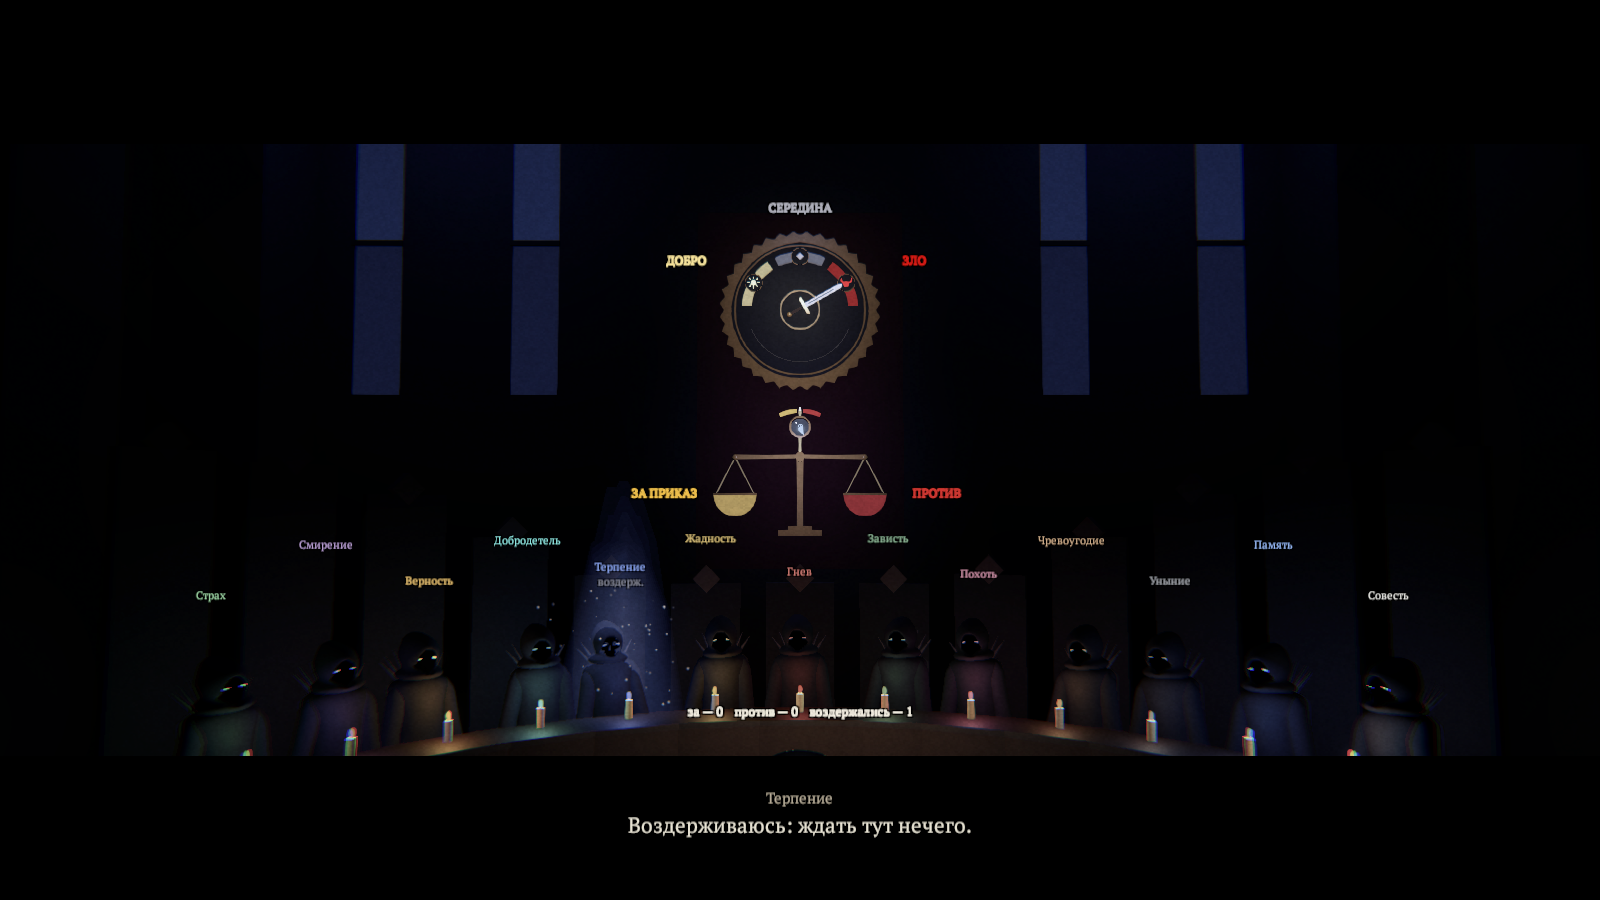 СЕРЕДИНА
ДОБРО
ЗЛО
ЗА ПРИКАЗ
ПРОТИВ
Смирение
Добродетель
Жадность
Зависть
Чревоугодие
Память
Страх
Верность
Терпение
воздерж.
Гнев
Похоть
Уныние
Совесть
за — 0 против — 0 воздержались — 1
Терпение
Воздерживаюсь: ждать тут нечего.